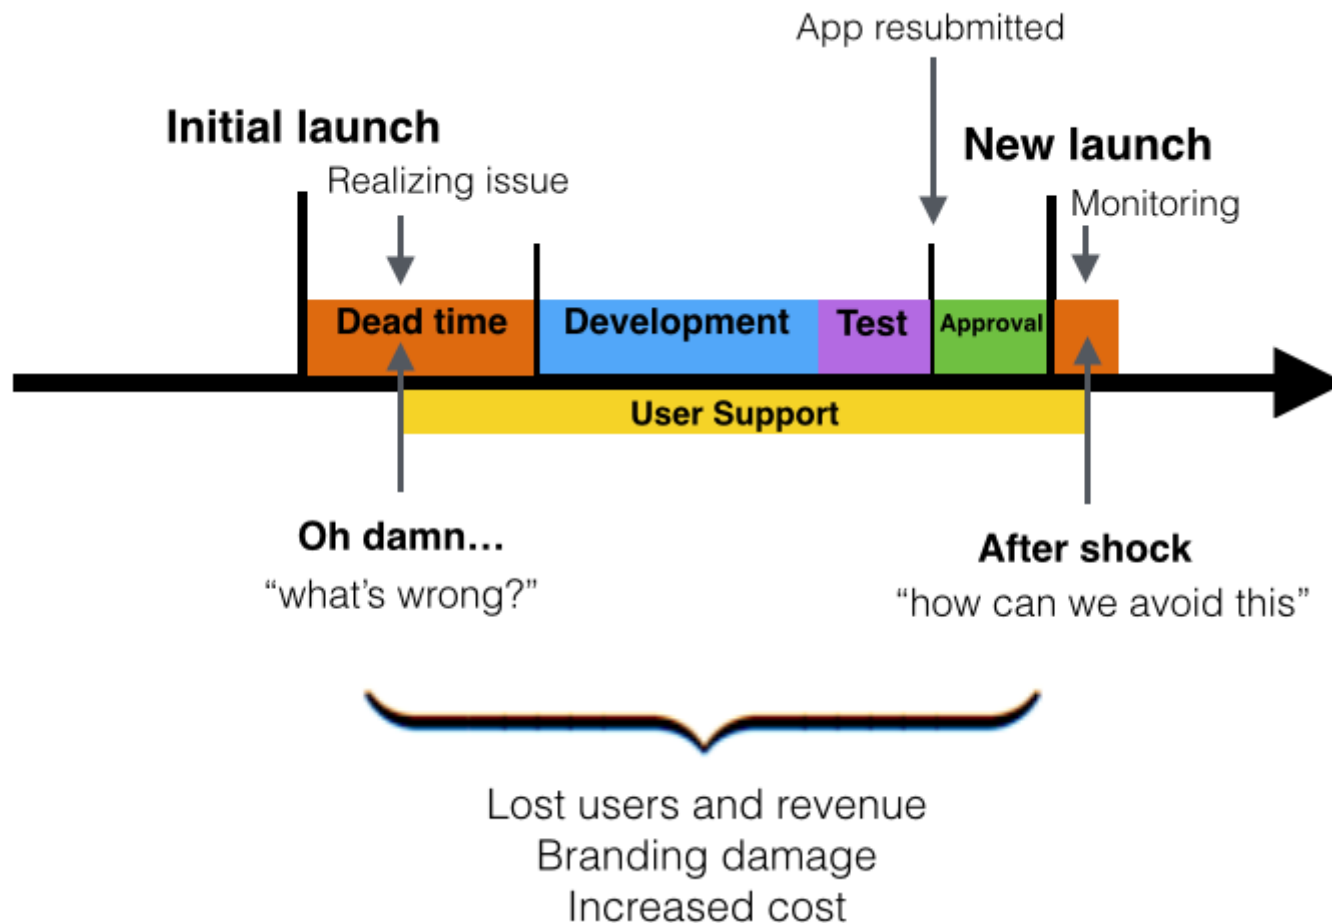 App resubmitted
Initial launch
New launch
Realizing issue
Monitoring
Dead time
Development
Test
Approval
User Support
Oh damn…
“what’s wrong?”
After shock
“how can we avoid this”
Lost users and revenue
Branding damage
Increased cost